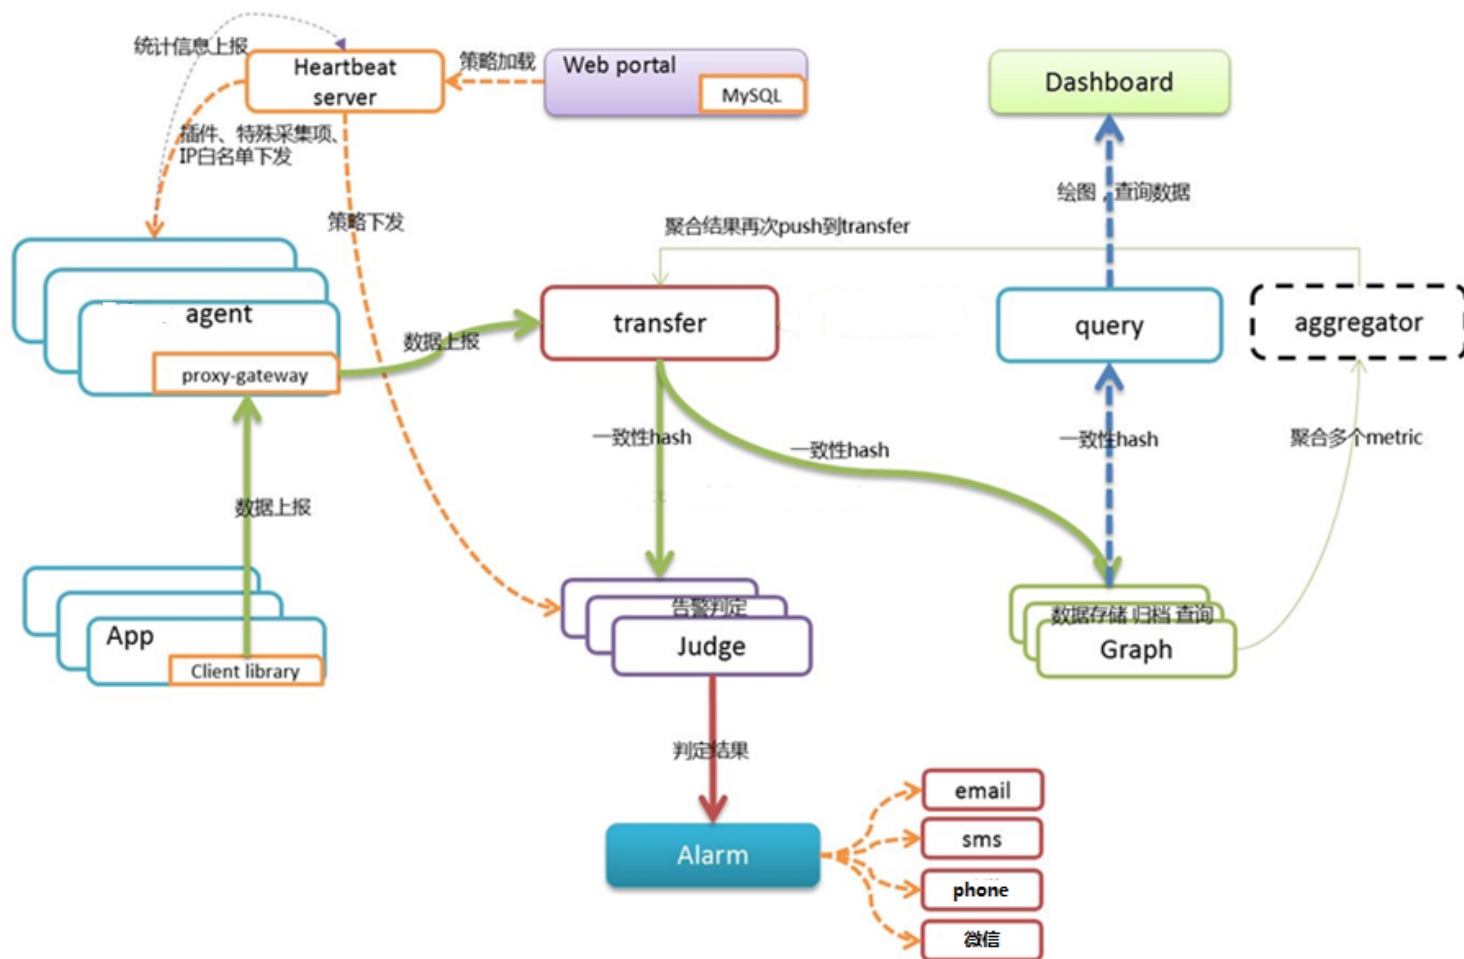 统计信息上报
Heartbeat
server
策略加载
Web portal
MySQL
Dashboard
插件、特殊采集项、
IP白名单下发
绘图，查询数据
策略下发
聚合结果再次push到transfer
agent
transfer
query
aggregator
数据上报
proxy-gateway
一致性hash
一致性hash
一致性hash
聚合多个metric
数据上报
告警判定
数据存储 归档 查询
App
Judge
Graph
Client library
判定结果
email
sms
Alarm
phone
微信